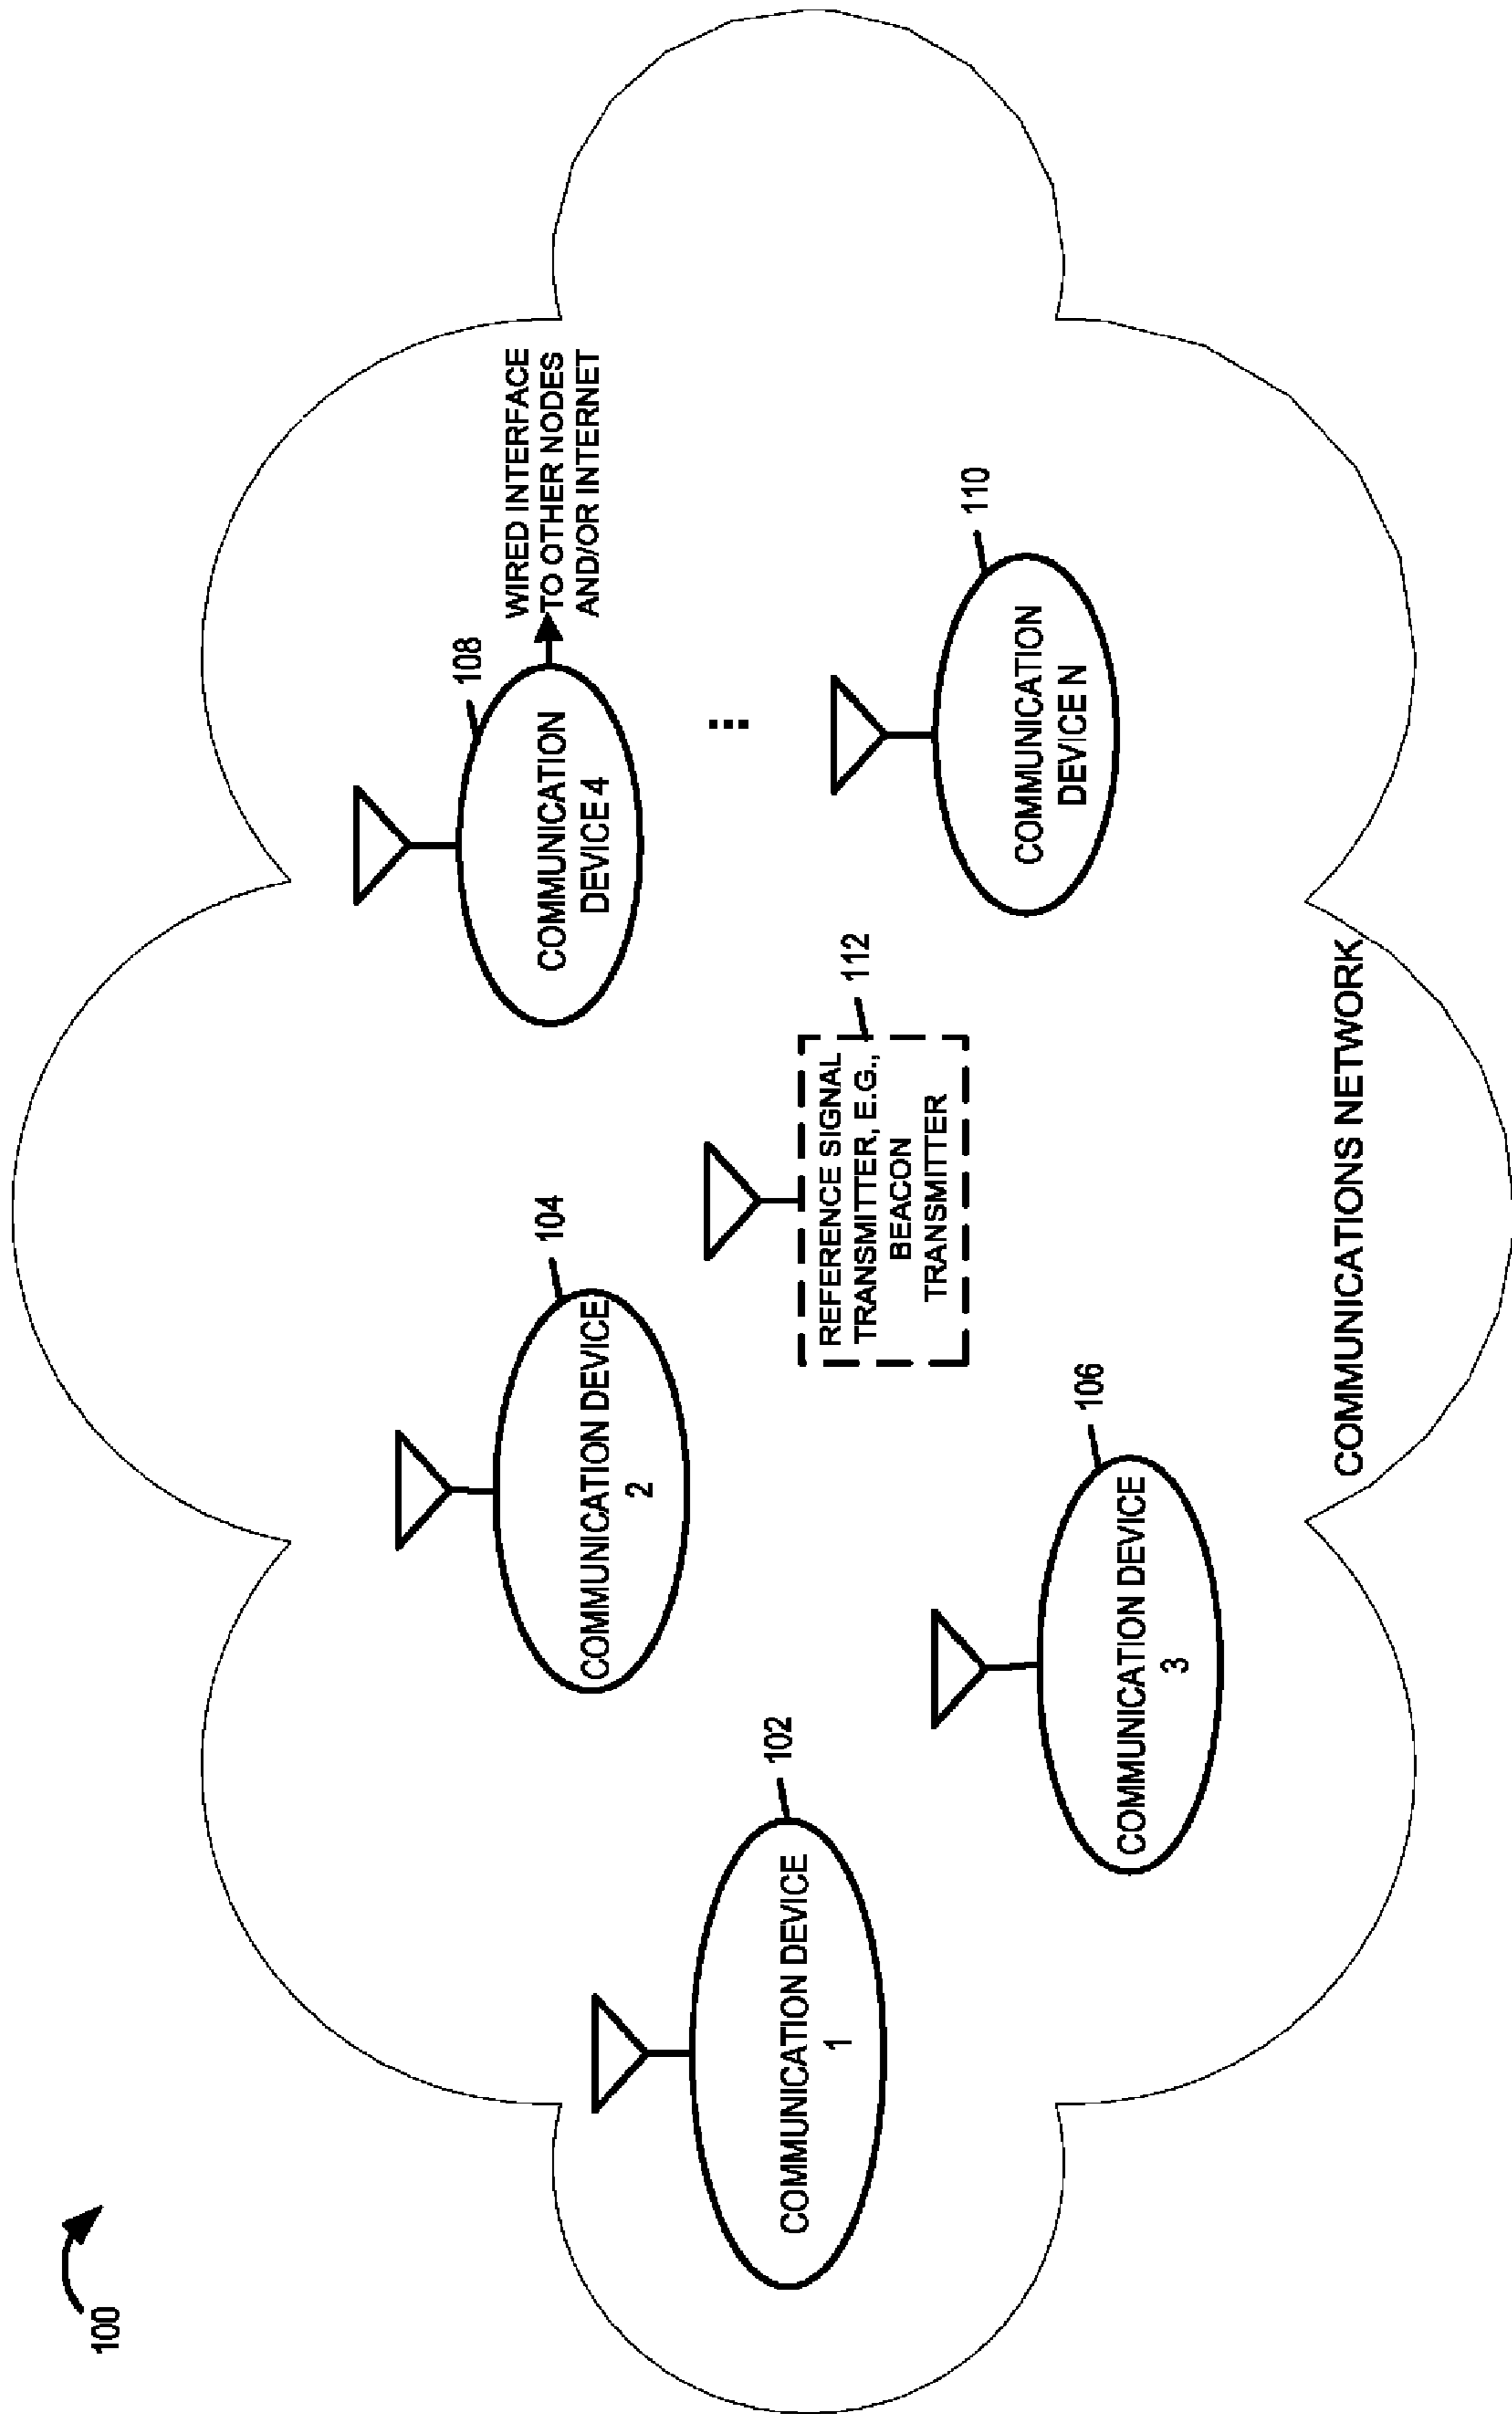 100
COMMUNICATION DEVICE
1
102
COMMUNICATION DEVICE
2
104
COMMUNICATION DEVICE
3
106
REFERENCE SIGNAL
TRANSMITTER, E.G.,
BEACON
TRANSMITTER
112
COMMUNICATION
DEVICE 4
108
WIRED INTERFACE
TO OTHER NODES
AND/OR INTERNET
...
COMMUNICATION
DEVICE N
110
COMMUNICATIONS NETWORK